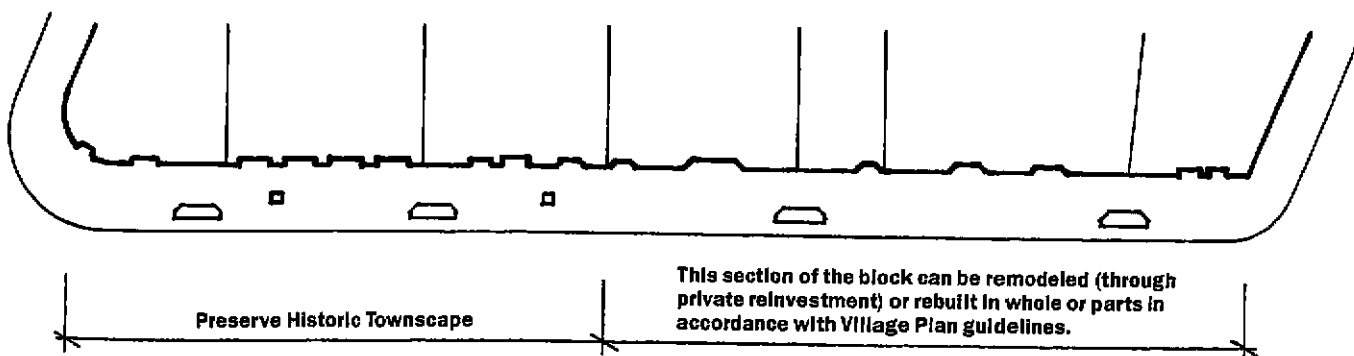 This section of the block can be remodeled (through
private reinvestment) or rebuilt in whole or parts in
accordance with Village Plan guidelines.
Preserve Historic Townscape